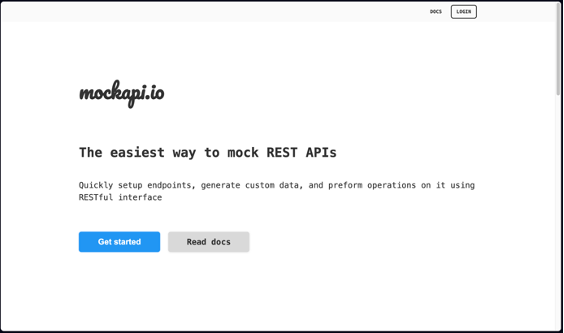 DOCS
LOGIN
mockapi.io
The easiest way to mock REST APIs
Quickly setup endpoints, generate custom data, and preform operations on it using
RESTful interface
Get started
Read docs